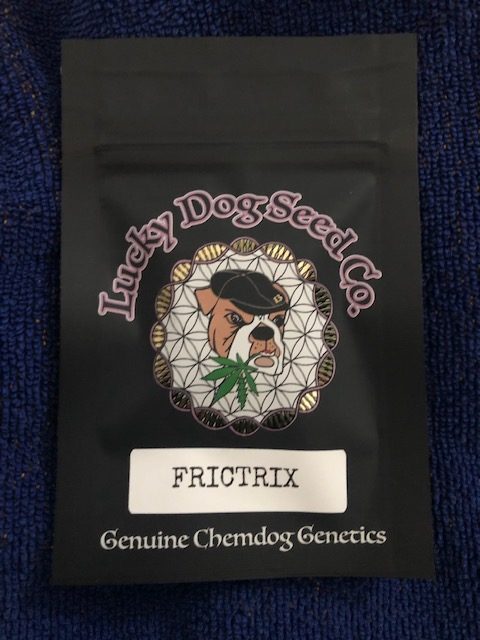 Lucky Dog Seed Co.
FRICTRIX
Genuine Chemdog Genetics